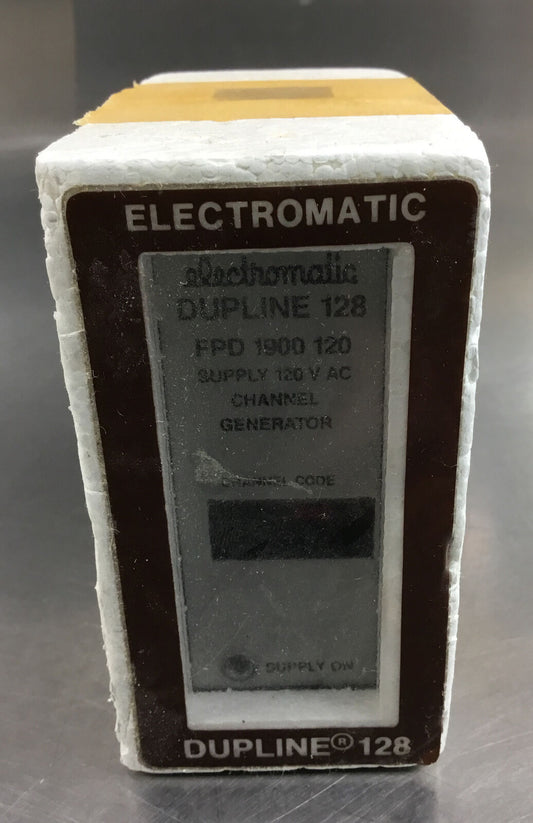 ELECTROMATIC
electromatic
DUPLINE 128
FPD 1900 120
SUPPLY 120 V AC
CHANNEL
GENERATOR
CHANNEL CODE
SUPPLY ON
DUPLINE® 128